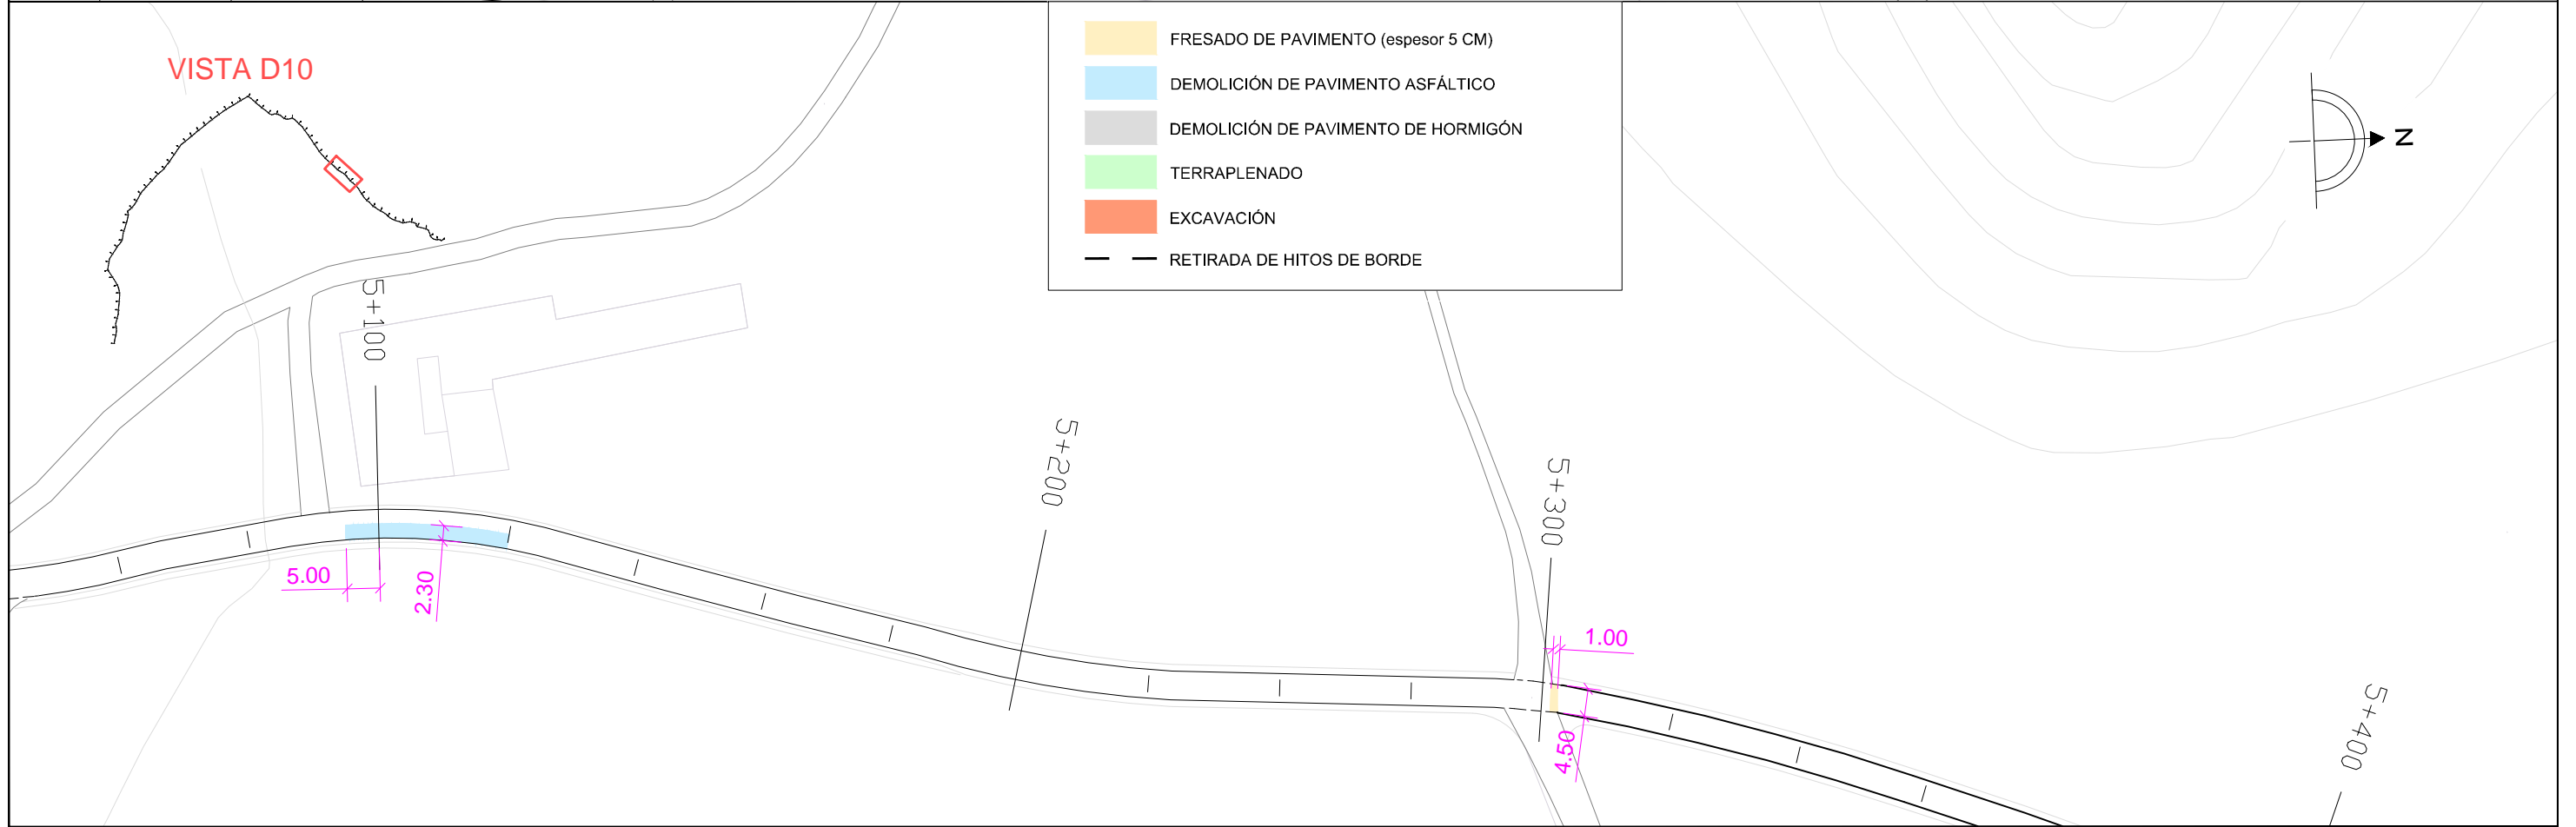 VISTA D10
FRESADO DE PAVIMENTO (espesor 5 CM)
DEMOLICIÓN DE PAVIMENTO ASFÁLTICO
DEMOLICIÓN DE PAVIMENTO DE HORMIGÓN
TERRAPLENADO
EXCAVACIÓN
RETIRADA DE HITOS DE BORDE
N
5+100
5+200
5+300
5+400
5.00
2.30
1.00
4.50